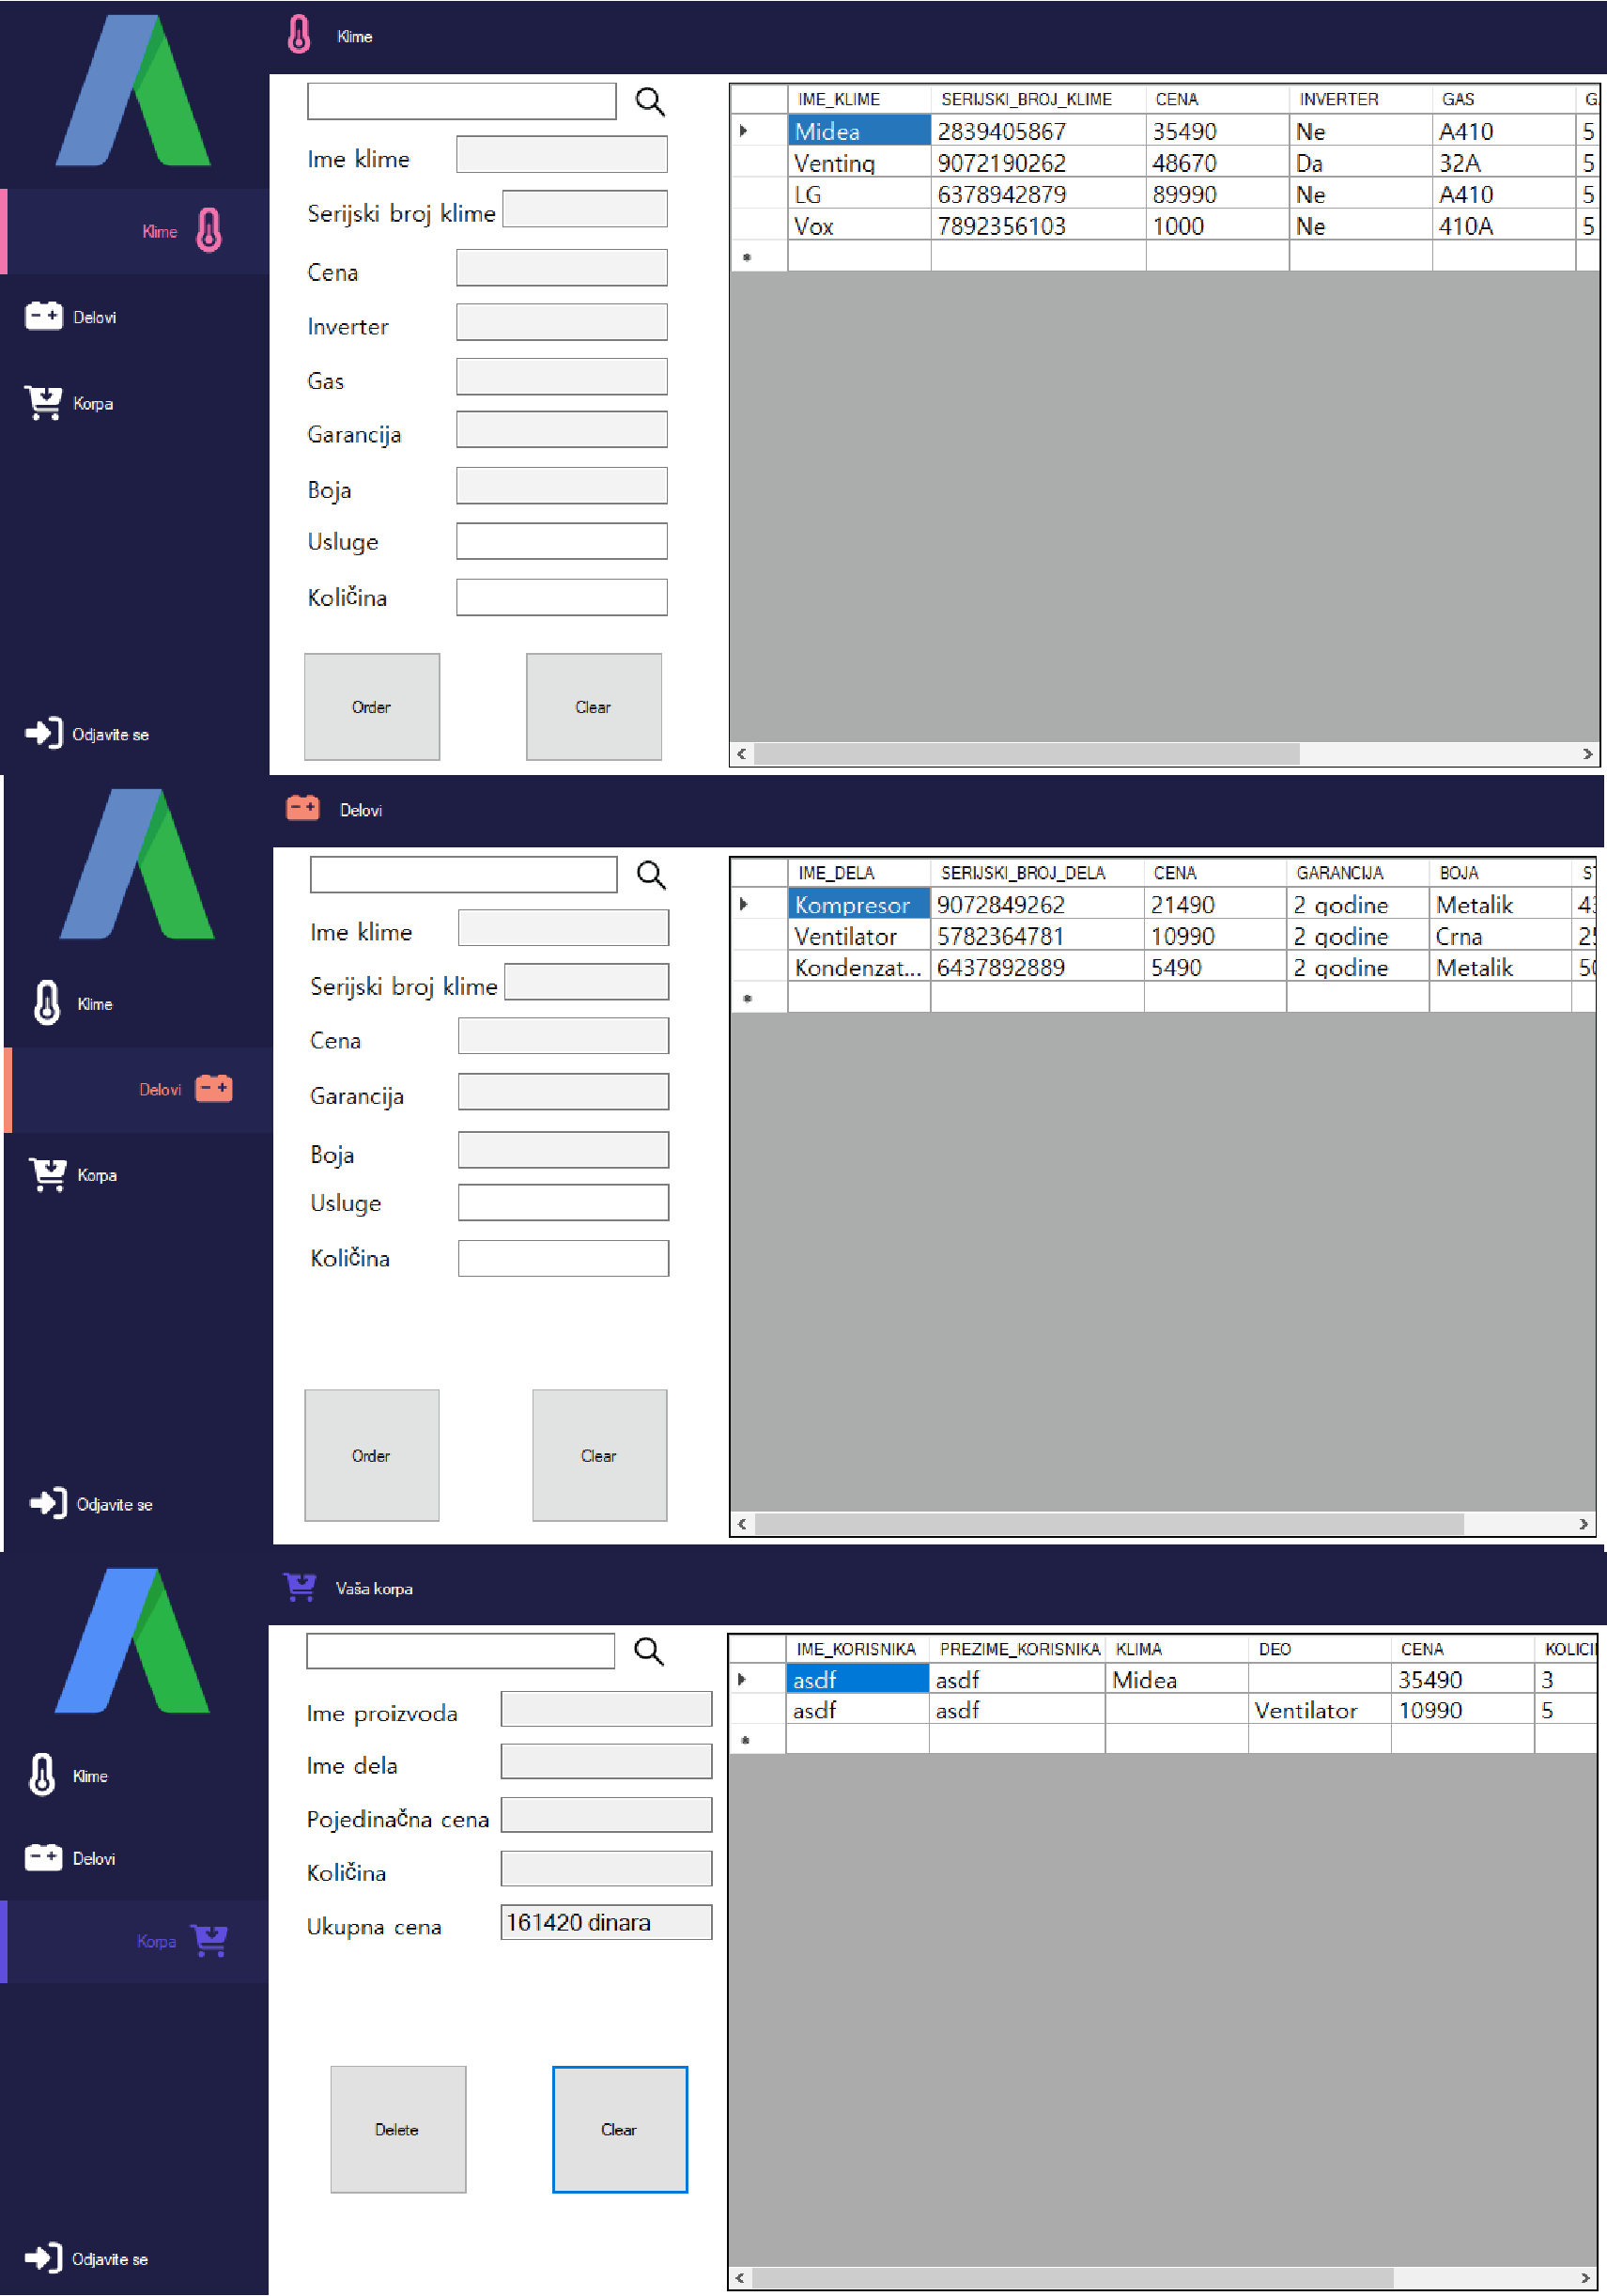 Klime
Klime
Delovi
Korpa
Odjavite se
Ime klime
Serijski broj klime
Cena
Inverter
Gas
Garancija
Boja
Usluge
Količina
Order Clear
IME_KLIME SERIJSKI_BROJ_KLIME CENA INVERTER GAS
Midea 2839405867 35490 Ne A410 5
Venting 9072190262 48670 Da 32A 5
LG 6378942879 89990 Ne A410 5
Vox 7892356103 1000 Ne 410A 5
Delovi
Klime
Delovi
Korpa
Odjavite se
Ime klime
Serijski broj klime
Cena
Garancija
Boja
Usluge
Količina
Order Clear
IME_DELA SERIJSKI_BROJ_DELA CENA GARANCIJA BOJA
Kompresor 9072849262 21490 2 godine Metalik
Ventilator 5782364781 10990 2 godine Crna
Kondenzat... 6437892889 5490 2 godine Metalik
Vaša korpa
Klime
Delovi
Korpa
Odjavite se
Ime proizvoda
Ime dela
Pojedinačna cena
Količina
Ukupna cena 161420 dinara
Delete Clear
IME_KORISNIKA PREZIME_KORISNIKA KLIMA DEO CENA
asdf asdf Midea 35490 3
asdf asdf Ventilator 10990 5